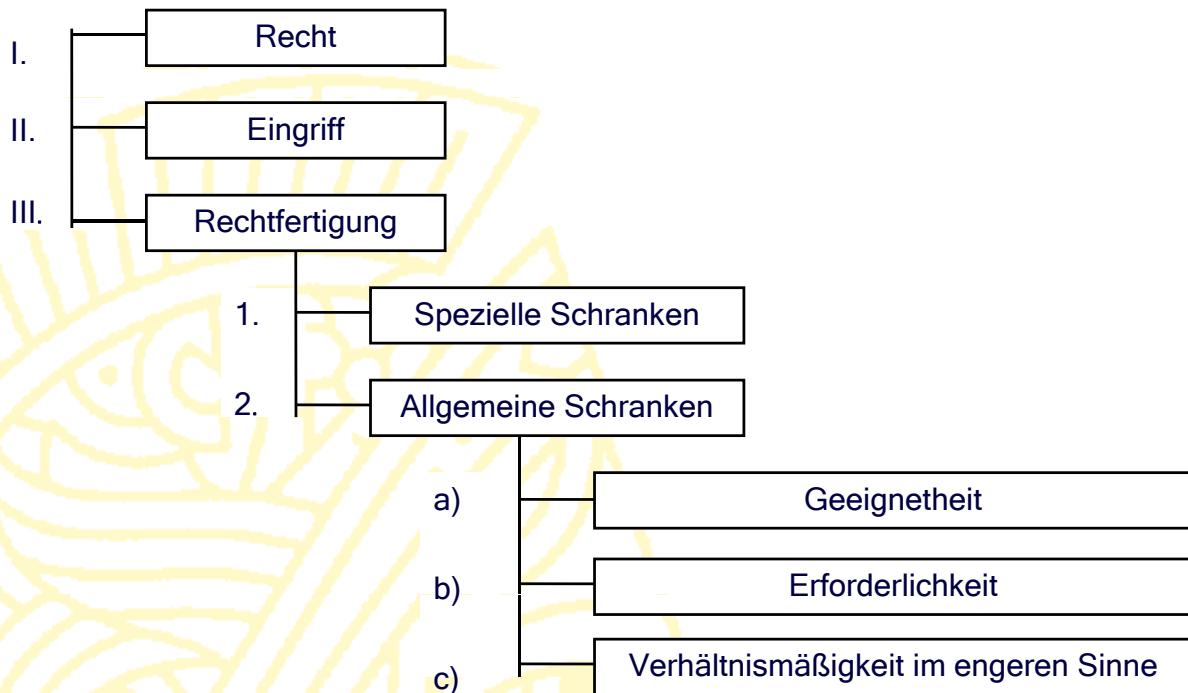 I. Recht
II. Eingriff
III. Rechtfertigung
1. Spezielle Schranken
2. Allgemeine Schranken
a) Geeignetheit
b) Erforderlichkeit
c) Verhältnismäßigkeit im engeren Sinne